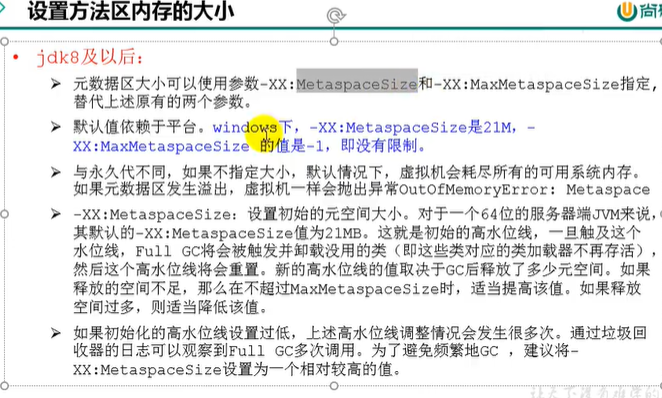 设置方法区内存的大小
尚硅
• jdk8及以后：
➢ 元数据区大小可以使用参数-XX:MetaspaceSize和-XX:MaxMetaspaceSize指定，
替代上述原有的两个参数。
➢ 默认值依赖于平台。windows下，-XX:MetaspaceSize是21M，-
XX:MaxMetaspaceSize 的值是-1，即没有限制。
➢ 与永久代不同，如果不指定大小，默认情况下，虚拟机会耗尽所有的可用系统内存。
如果元数据区发生溢出，虚拟机一样会抛出异常OutOfMemoryError: Metaspace
➢ -XX:MetaspaceSize：设置初始的元空间大小。对于一个64位的服务器端JVM来说，
其默认的-XX:MetaspaceSize值为21MB。这就是初始的高水位线，一旦触及这个
水位线，Full GC将会被触发并卸载没用的类（即这些类对应的类加载器不再存活），
然后这个高水位线将会重置。新的高水位线的值取决于GC后释放了多少元空间。如果
释放的空间不足，那么在不超过MaxMetaspaceSize时，适当提高该值。如果释放
空间过多，则适当降低该值。
➢ 如果初始化的高水位线设置过低，上述高水位线调整情况会发生很多次。通过垃圾回
收器的日志可以观察到Full GC多次调用。为了避免频繁地GC ，建议将-
XX:MetaspaceSize设置为一个相对较高的值。
让天下没有难学的